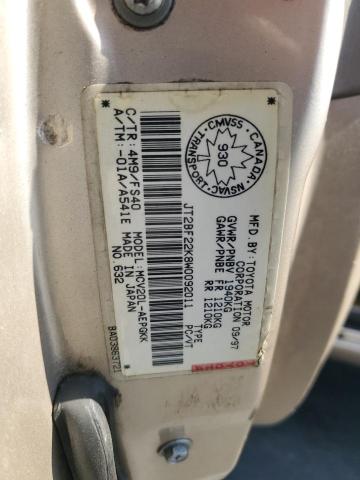 MFD.BY: TOYOTA MOTOR
CORPORATION 09/97
GVWR/PNBV 1940KG
GAWR/PNBE FR 1210KG
RR 1210KG
CANADA
CMVSS
NSVAC
TRANSPORT
930
JT2BF22K8W0092011
TYPE
PC/VT
C/TR: 4M9/FS40
A/TM: -01A/A541E
MODEL: MCV20L-AEPGKK
MADE IN JAPAN
NO. 632
BA03963721